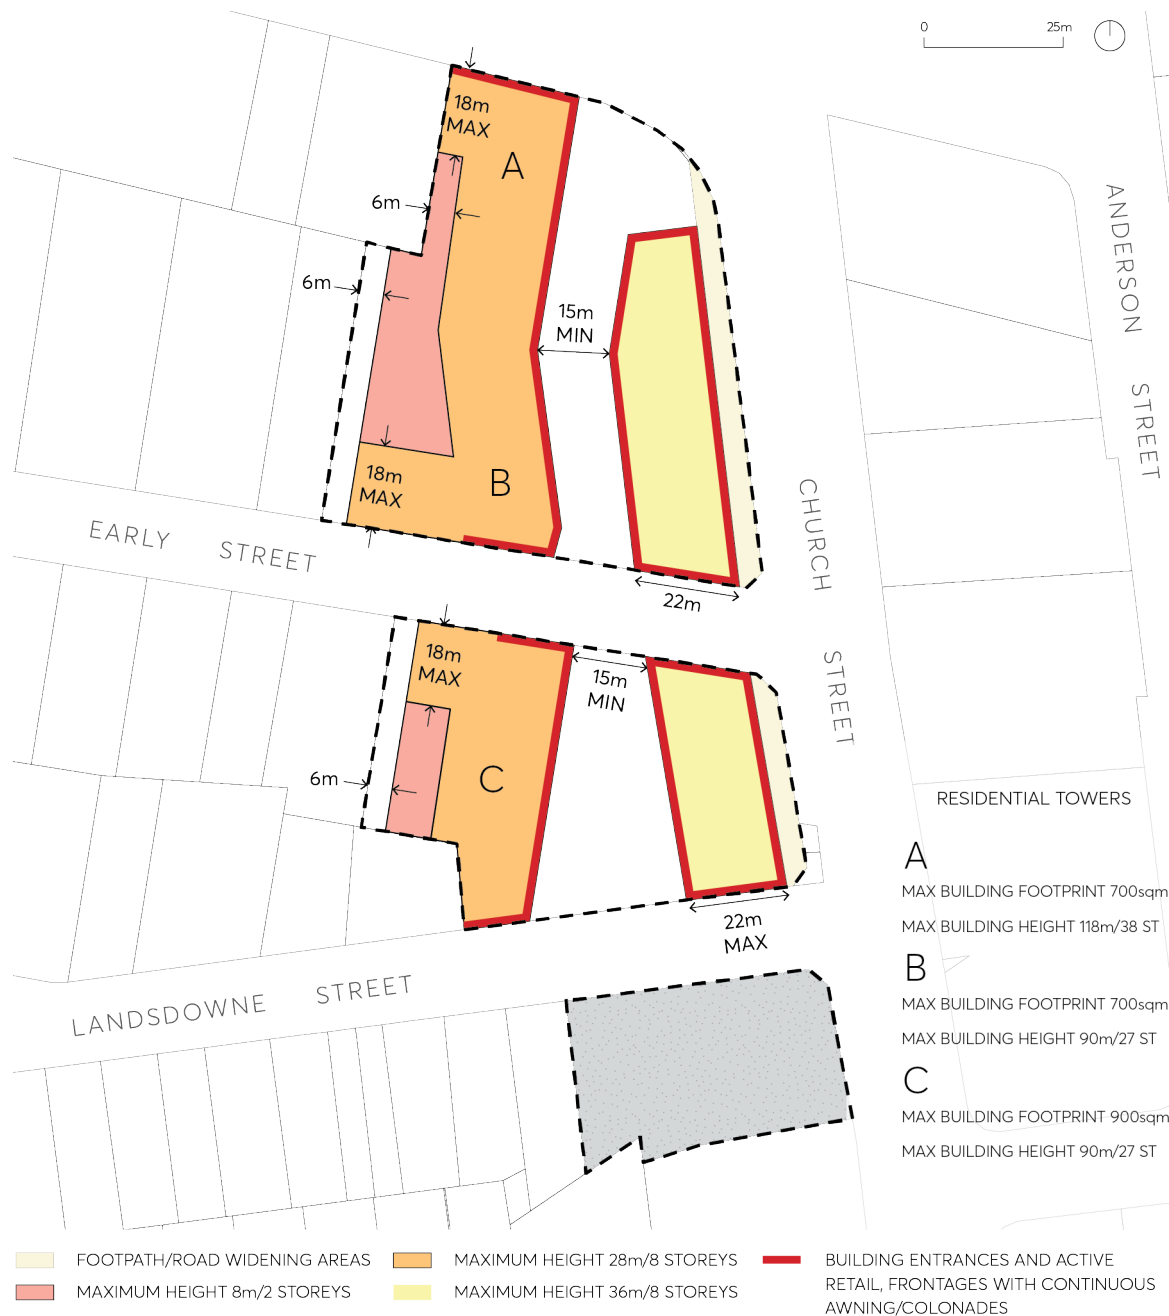 0 25m
18m
MAX
A
6m
6m
15m
MIN
18m
MAX
B
22m
ANDERSON STREET
CHURCH STREET
EARLY STREET
18m
MAX
15m
MIN
6m
C
22m
MAX
LANDSDOWNE STREET
RESIDENTIAL TOWERS
A
MAX BUILDING FOOTPRINT 700sqm
MAX BUILDING HEIGHT 118m/38 ST
B
MAX BUILDING FOOTPRINT 700sqm
MAX BUILDING HEIGHT 90m/27 ST
C
MAX BUILDING FOOTPRINT 900sqm
MAX BUILDING HEIGHT 90m/27 ST
FOOTPATH/ROAD WIDENING AREAS
MAXIMUM HEIGHT 8m/2 STOREYS
MAXIMUM HEIGHT 28m/8 STOREYS
MAXIMUM HEIGHT 36m/8 STOREYS
BUILDING ENTRANCES AND ACTIVE
RETAIL, FRONTAGES WITH CONTINUOUS
AWNING/COLONADES